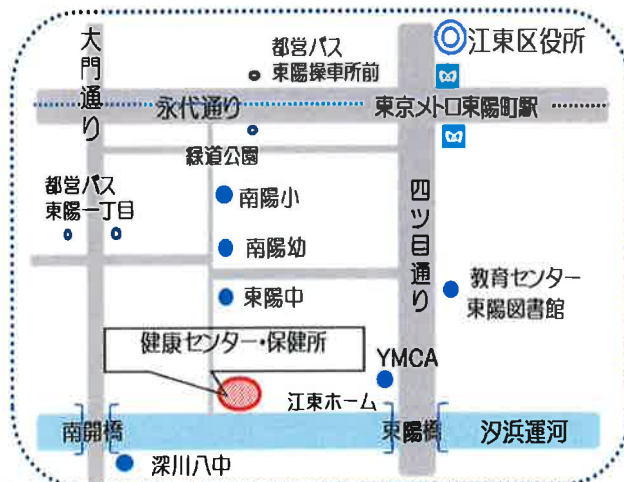 大門通り
都営バス
東陽操車所前
江東区役所
永代通り
東京メトロ東陽町駅
緑道公園
都営バス
東陽一丁目
南陽小
四ツ目通り
南陽幼
東陽中
教育センター
東陽図書館
健康センター・保健所
YMCA
江東ホーム
南開橋
東陽橋
汐浜運河
深川八中